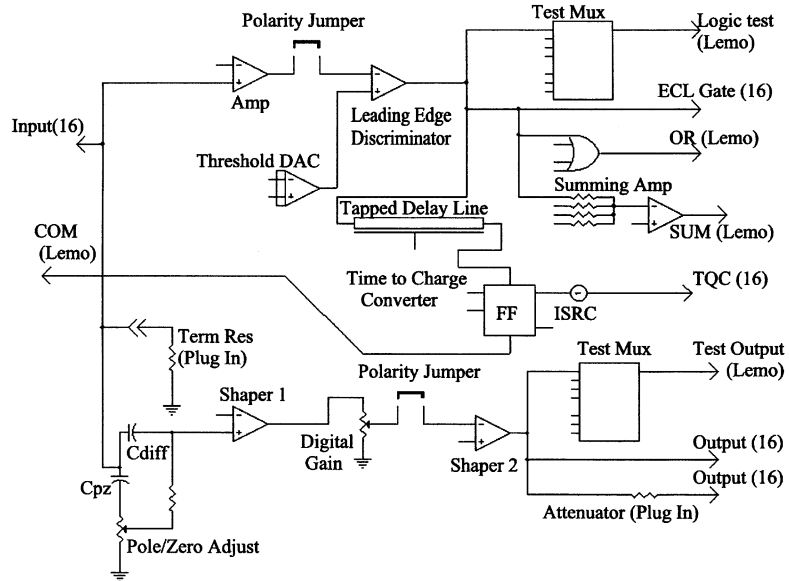 Polarity Jumper
Test Mux
Logic test
(Lemo)
Amp
Leading Edge
Discriminator
ECL Gate (16)
Input(16)
OR (Lemo)
Threshold DAC
Summing Amp
Tapped Delay Line
SUM (Lemo)
COM
(Lemo)
Time to Charge
Converter
FF
ISRC
TQC (16)
Term Res
(Plug In)
Polarity Jumper
Test Mux
Test Output
(Lemo)
Shaper 1
Cdiff
Digital
Gain
Shaper 2
Output (16)
Cpz
Output (16)
Attenuator (Plug In)
Pole/Zero Adjust